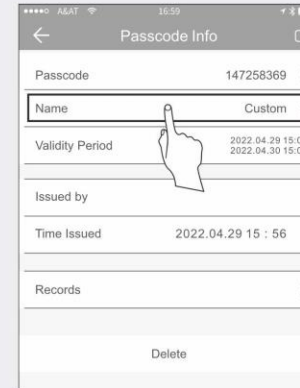 A&AT 16:59
Passcode Info
Passcode 147258369
Name Custom
Validity Period 2022.04.29 15:0
2022.04.30 15:0
Issued by
Time Issued 2022.04.29 15 : 56
Records
Delete